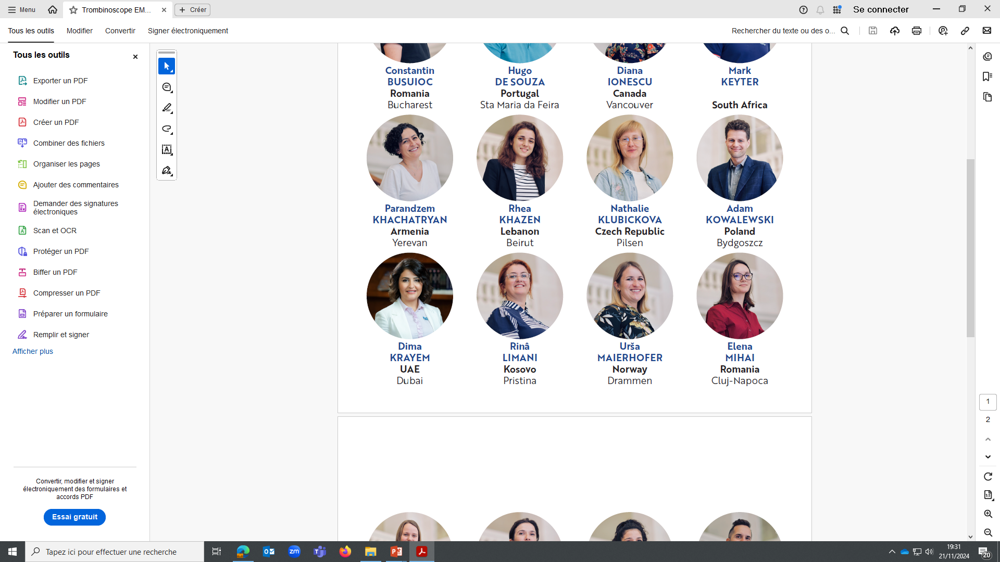 Menu
Trombinoscope EM...
Créer
Se connecter
Tous les outils
Modifier
Convertir
Signer électroniquement
Rechercher du texte ou des o...
Tous les outils
Exporter un PDF
Modifier un PDF
Créer un PDF
Combiner des fichiers
Organiser les pages
Ajouter des commentaires
Demander des signatures
électroniques
Scan et OCR
Protéger un PDF
Biffer un PDF
Compresser un PDF
Préparer un formulaire
Remplir et signer
Afficher plus
Convertir, modifier et signer
électroniquement des formulaires et
accords PDF
Essai gratuit
Constantin
BUSUIOC
Romania
Bucharest
Hugo
DE SOUZA
Portugal
Sta Maria da Feira
Diana
IONESCU
Canada
Vancouver
Mark
KEYTER
South Africa
Parandzem
KHACHATRYAN
Armenia
Yerevan
Rhea
KHAZEN
Lebanon
Beirut
Nathalie
KLUBICKOVA
Czech Republic
Pilsen
Adam
KOWALEWSKI
Poland
Bydgoszcz
Dima
KRAYEM
UAE
Dubai
Rinâ
LIMANI
Kosovo
Pristina
Urša
MAIERHOFER
Norway
Drammen
Elena
MIHAI
Romania
Cluj-Napoca
1
2
Tapez ici pour effectuer une recherche
zm
19:31
21/11/2024
20